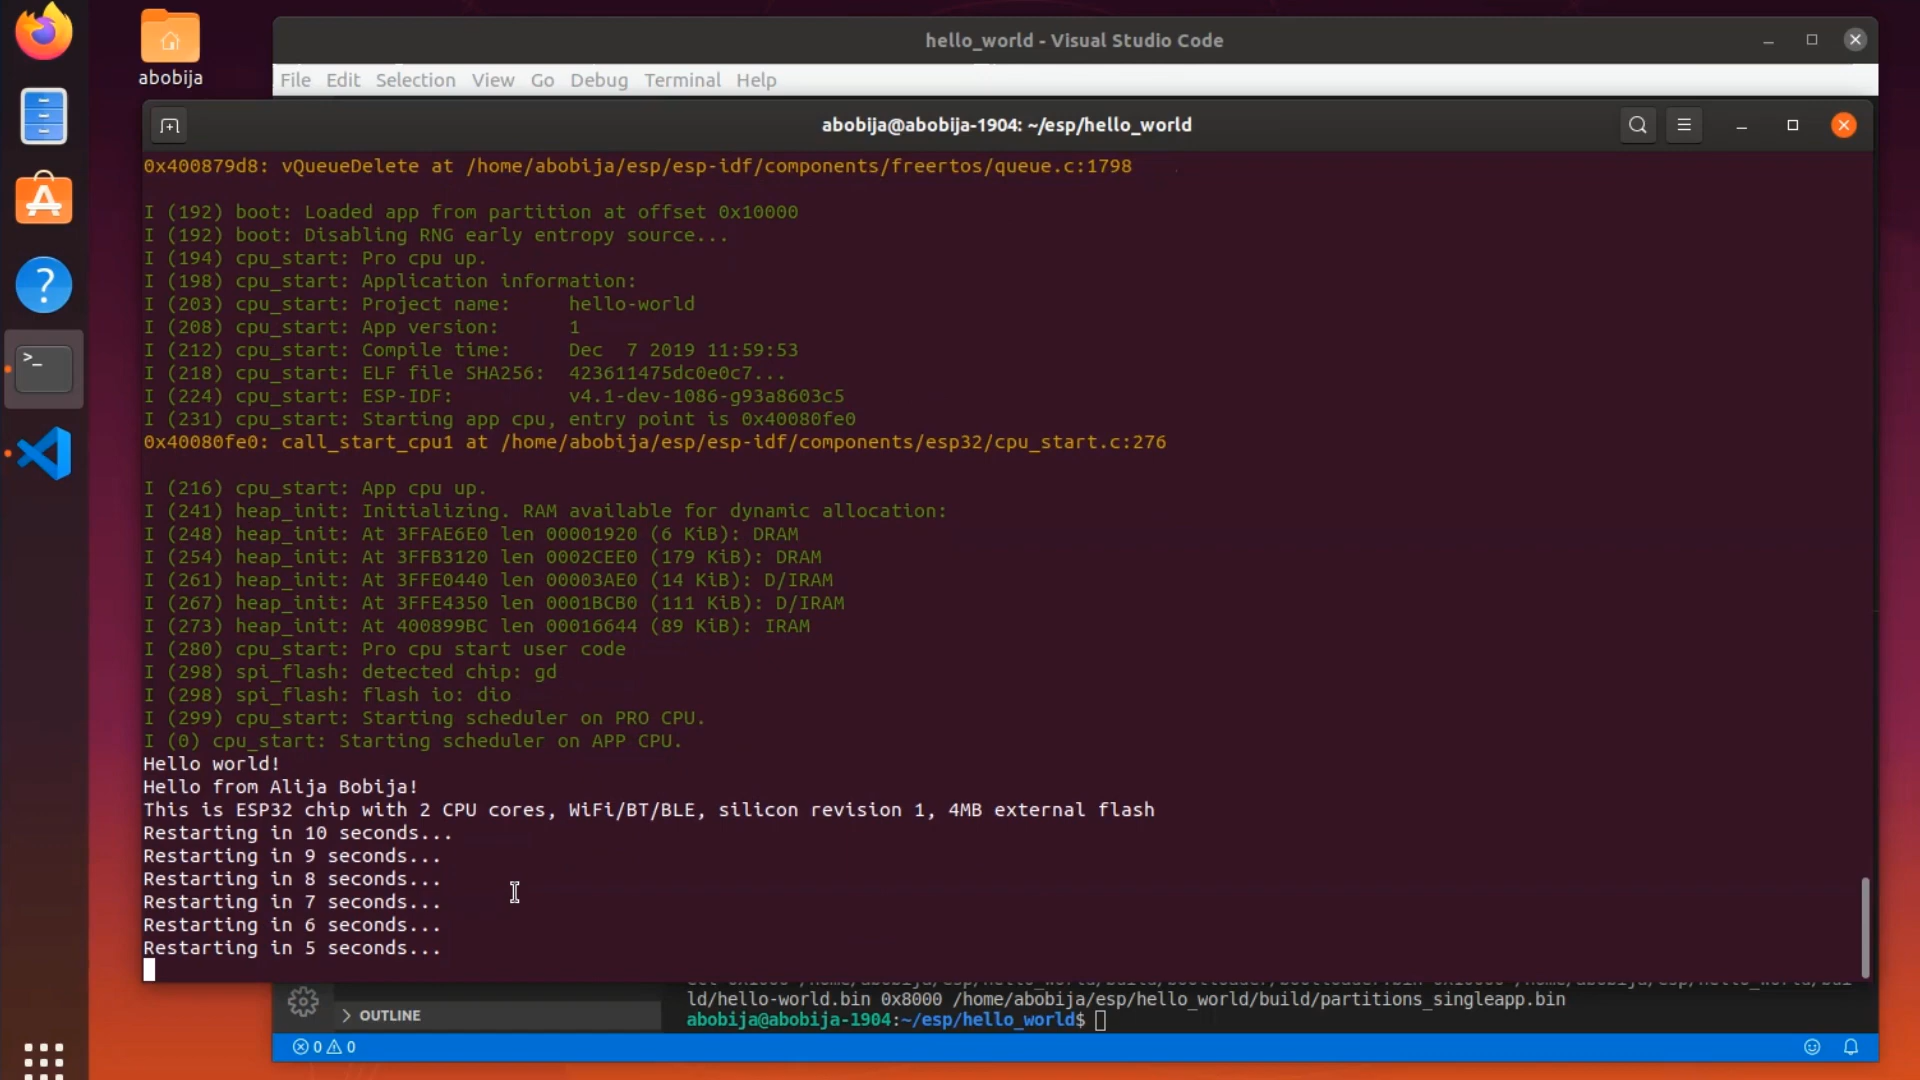 abobija
hello_world - Visual Studio Code
File Edit Selection View Go Debug Terminal Help
abobija@abobija-1904: ~/esp/hello_world
0x400879d8: vQueueDelete at /home/abobija/esp/esp-idf/components/freertos/queue.c:1798
I (192) boot: Loaded app from partition at offset 0x10000
I (192) boot: Disabling RNG early entropy source...
I (194) cpu_start: Pro cpu up.
I (198) cpu_start: Application information:
I (203) cpu_start: Project name:     hello-world
I (208) cpu_start: App version:      1
I (212) cpu_start: Compile time:     Dec  7 2019 11:59:53
I (218) cpu_start: ELF file SHA256:  423611475dc0e0c7...
I (224) cpu_start: ESP-IDF:          v4.1-dev-1086-g93a8603c5
I (231) cpu_start: Starting app cpu, entry point is 0x40080fe0
0x40080fe0: call_start_cpu1 at /home/abobija/esp/esp-idf/components/esp32/cpu_start.c:276
I (216) cpu_start: App cpu up.
I (241) heap_init: Initializing. RAM available for dynamic allocation:
I (248) heap_init: At 3FFAE6E0 len 00001920 (6 KiB): DRAM
I (254) heap_init: At 3FFB3120 len 0002CEE0 (179 KiB): DRAM
I (261) heap_init: At 3FFE0440 len 00003AE0 (14 KiB): D/IRAM
I (267) heap_init: At 3FFE4350 len 0001BCB0 (111 KiB): D/IRAM
I (273) heap_init: At 400899BC len 00016644 (89 KiB): IRAM
I (280) cpu_start: Pro cpu start user code
I (298) spi_flash: detected chip: gd
I (298) spi_flash: flash io: dio
I (299) cpu_start: Starting scheduler on PRO CPU.
I (0) cpu_start: Starting scheduler on APP CPU.
Hello world!
Hello from Alija Bobija!
This is ESP32 chip with 2 CPU cores, WiFi/BT/BLE, silicon revision 1, 4MB external flash
Restarting in 10 seconds...
Restarting in 9 seconds...
Restarting in 8 seconds...
Restarting in 7 seconds...
Restarting in 6 seconds...
Restarting in 5 seconds...
ld/hello-world.bin 0x8000 /home/abobija/esp/hello_world/build/partitions_singleapp.bin
OUTLINE
abobija@abobija-1904:~/esp/hello_world$
0 0